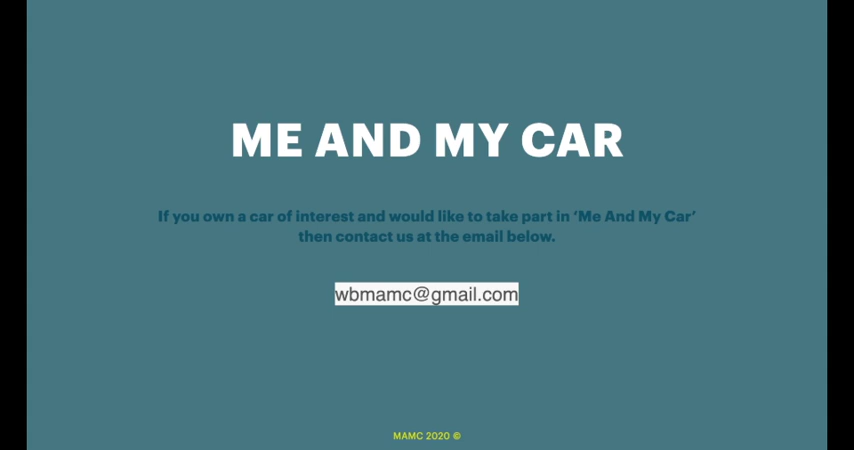 ME AND MY CAR
If you own a car of interest and would like to take part in ‘Me And My Car’
then contact us at the email below.
wbmamc@gmail.com
MAMC 2020 ©